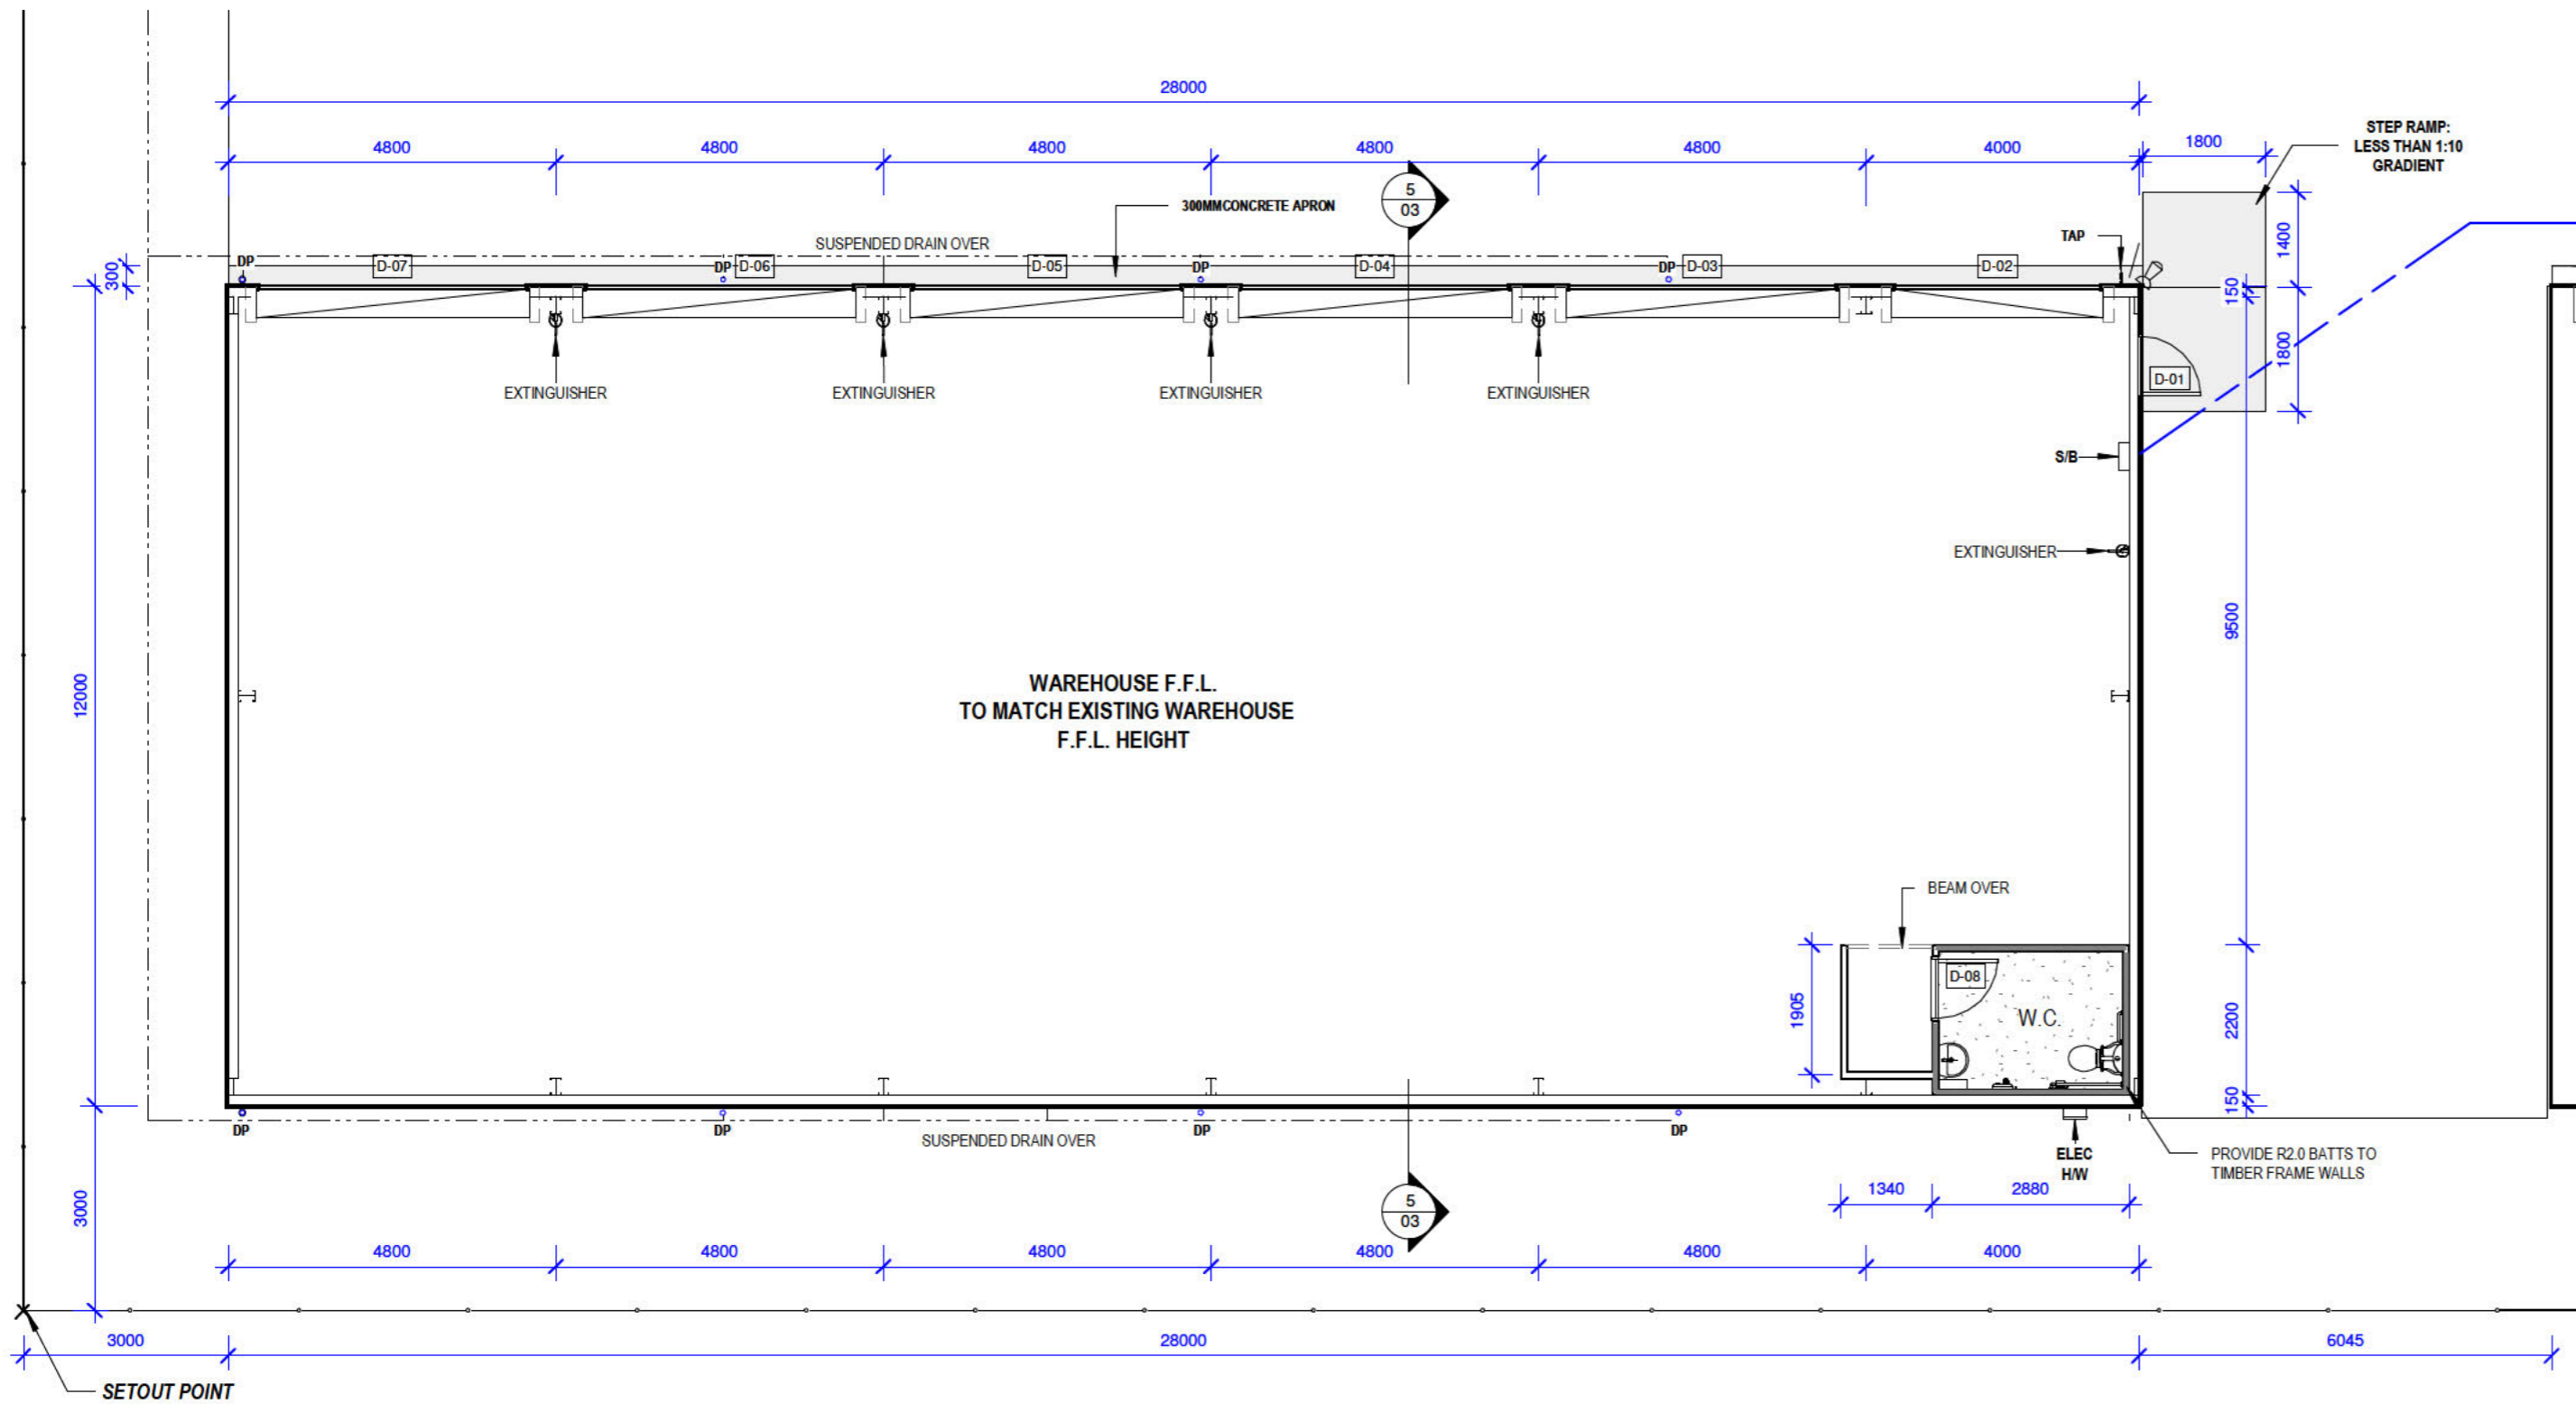 28000
4800
4800
4800
4800
4800
4000
1800
STEP RAMP:
LESS THAN 1:10
GRADIENT
5
03
300MMCONCRETE APRON
SUSPENDED DRAIN OVER
TAP
1400
300
DP
D-07
DP
D-06
D-05
DP
D-04
DP
D-03
D-02
150
1800
EXTINGUISHER
EXTINGUISHER
EXTINGUISHER
EXTINGUISHER
D-01
S/B
EXTINGUISHER
9500
12000
WAREHOUSE F.F.L.
TO MATCH EXISTING WAREHOUSE
F.F.L. HEIGHT
BEAM OVER
D-08
1905
W.C.
2200
150
DP
DP
DP
DP
SUSPENDED DRAIN OVER
ELEC
H/W
PROVIDE R2.0 BATTS TO
TIMBER FRAME WALLS
1340
2880
5
03
3000
4800
4800
4800
4800
4800
4000
3000
28000
6045
SETOUT POINT